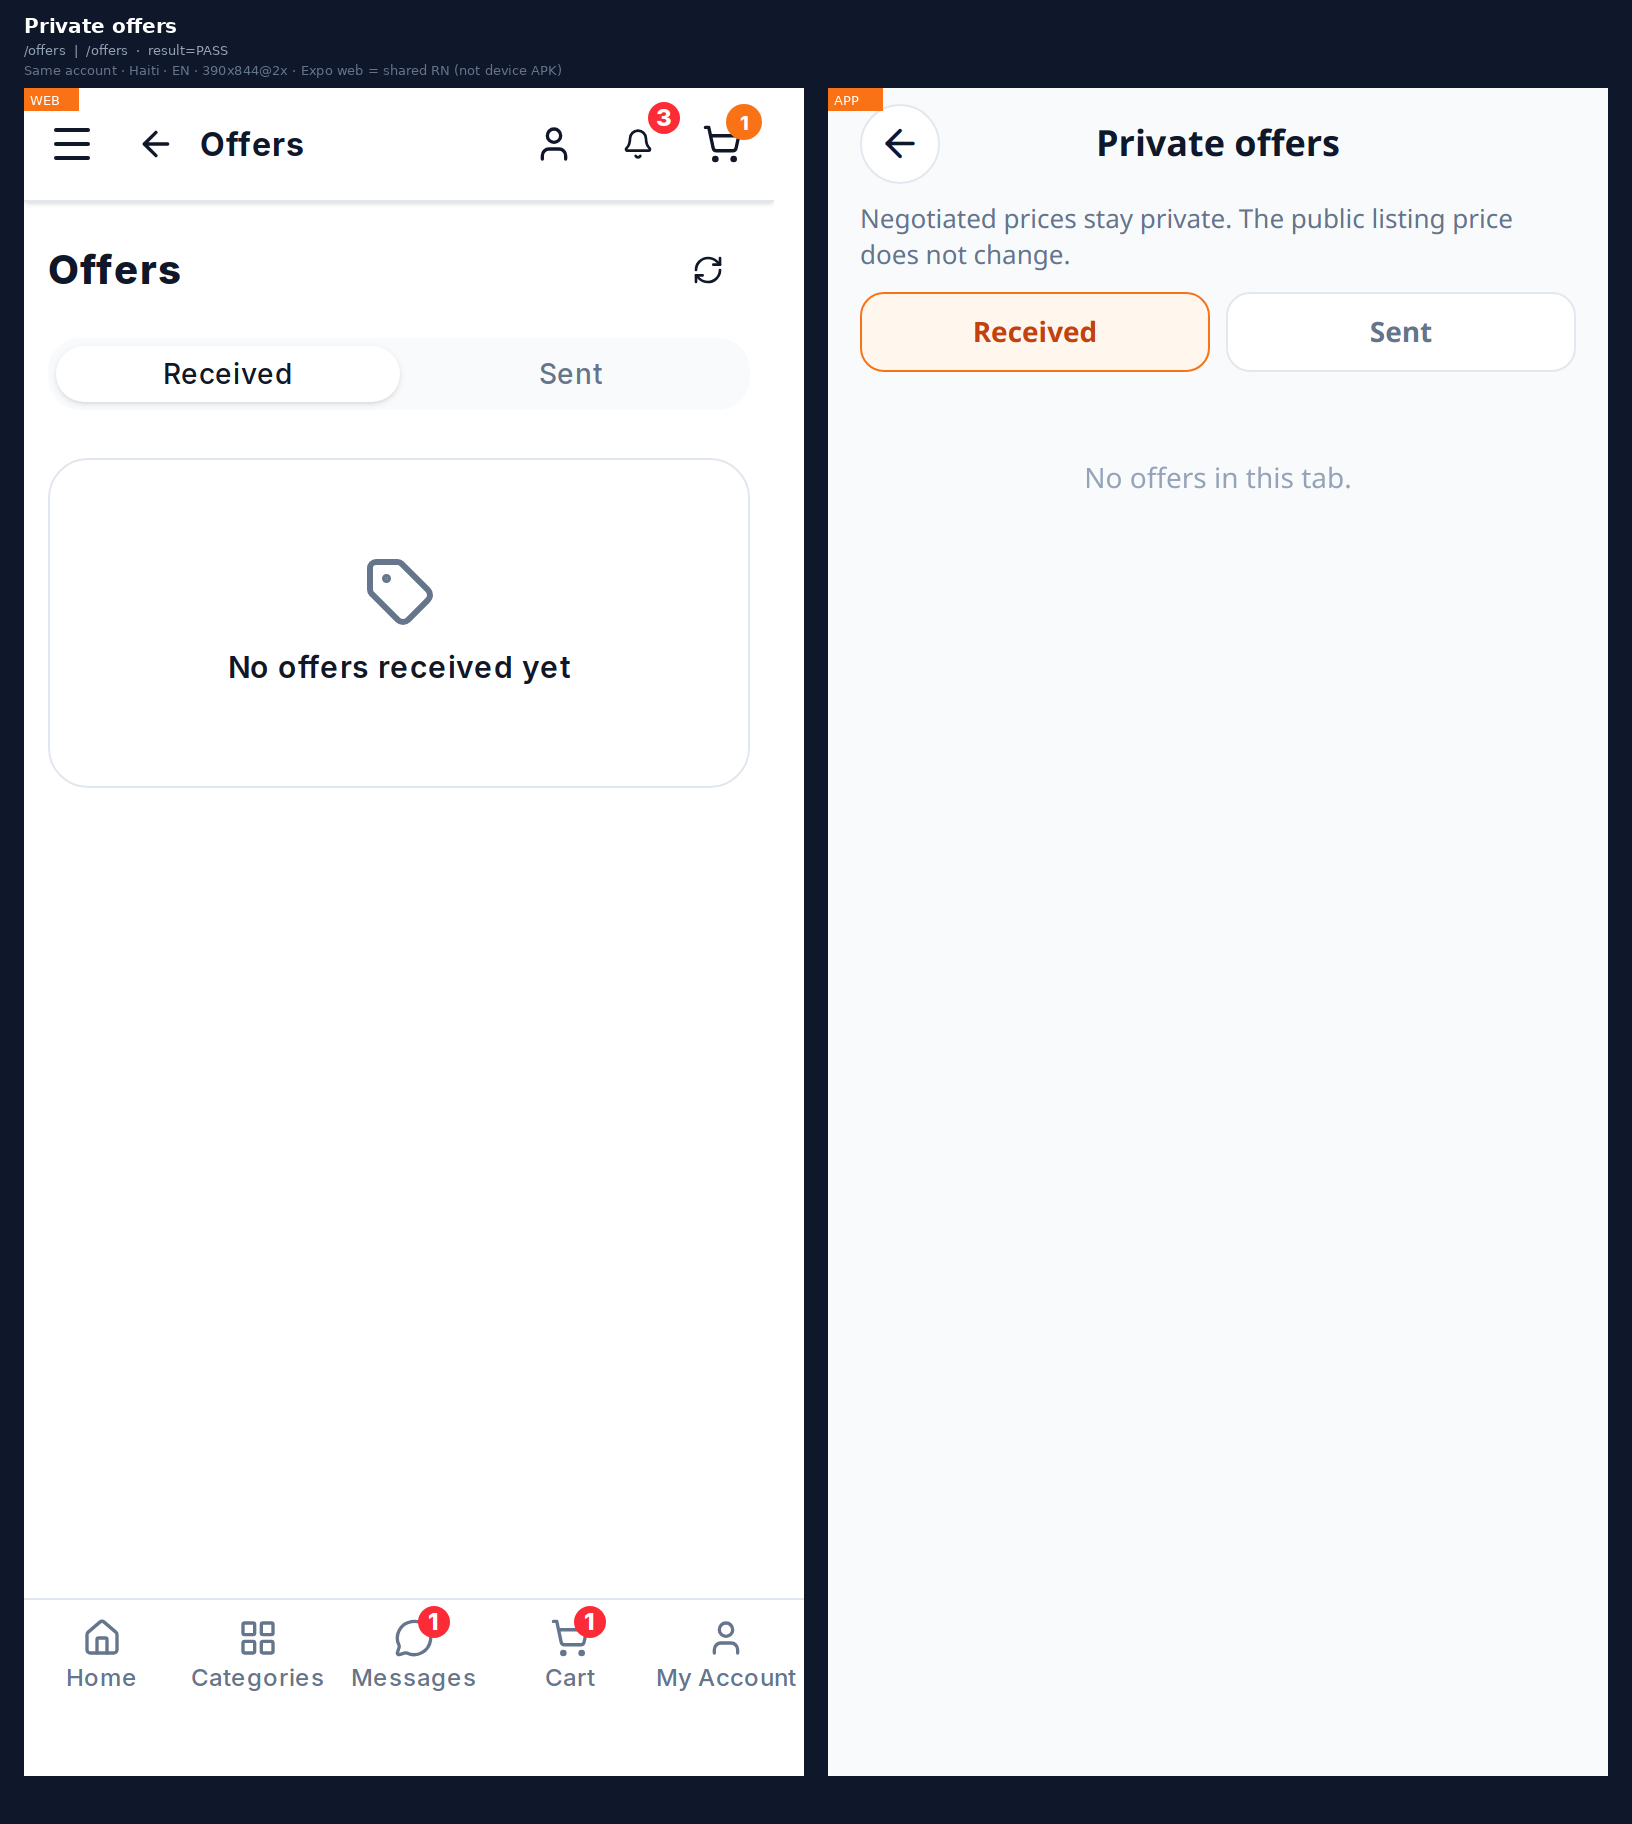 Private offers
/offers | /offers · result=PASS
Same account · Haiti · EN · 390x844@2x · Expo web = shared RN (not device APK)
WEB
Offers
3
1
Offers
Received
Sent
No offers received yet
1
1
Home
Categories
Messages
Cart
My Account
APP
Private offers
Negotiated prices stay private. The public listing price
does not change.
Received
Sent
No offers in this tab.